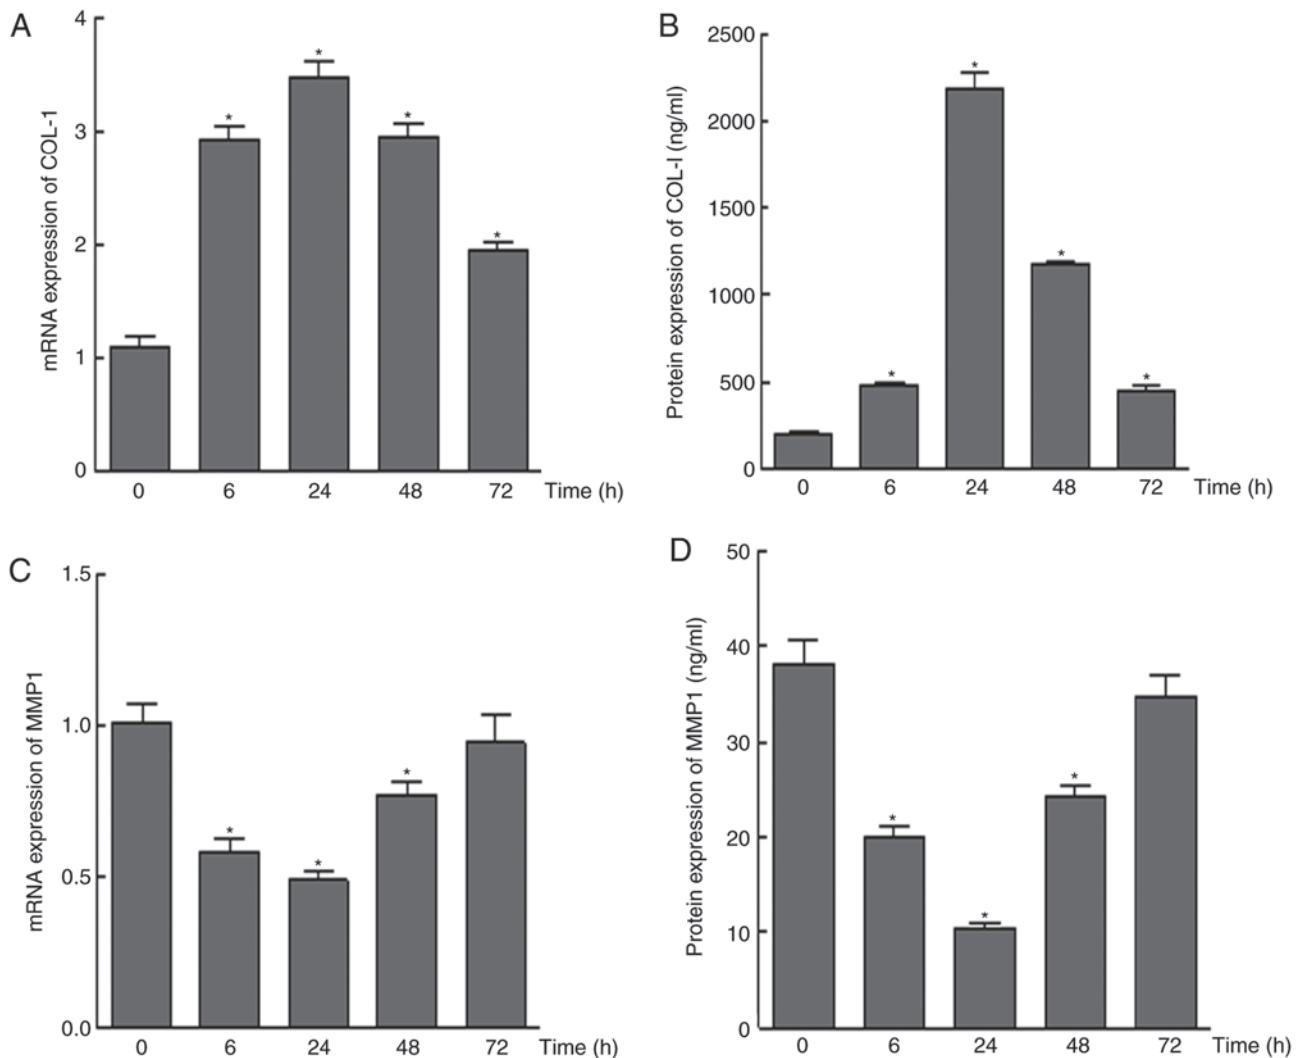 A
mRNA expression of COL-1
4
3
2
1
0
*
*
*
*
0 6 24 48 72 Time (h)
B
Protein expression of COL-I (ng/ml)
2500
2000
1500
1000
500
0
*
*
*
*
0 6 24 48 72 Time (h)
C
mRNA expression of MMP1
1.5
1.0
0.5
0.0
*
*
*
0 6 24 48 72 Time (h)
D
Protein expression of MMP1 (ng/ml)
50
40
30
20
10
0
*
*
*
0 6 24 48 72 Time (h)